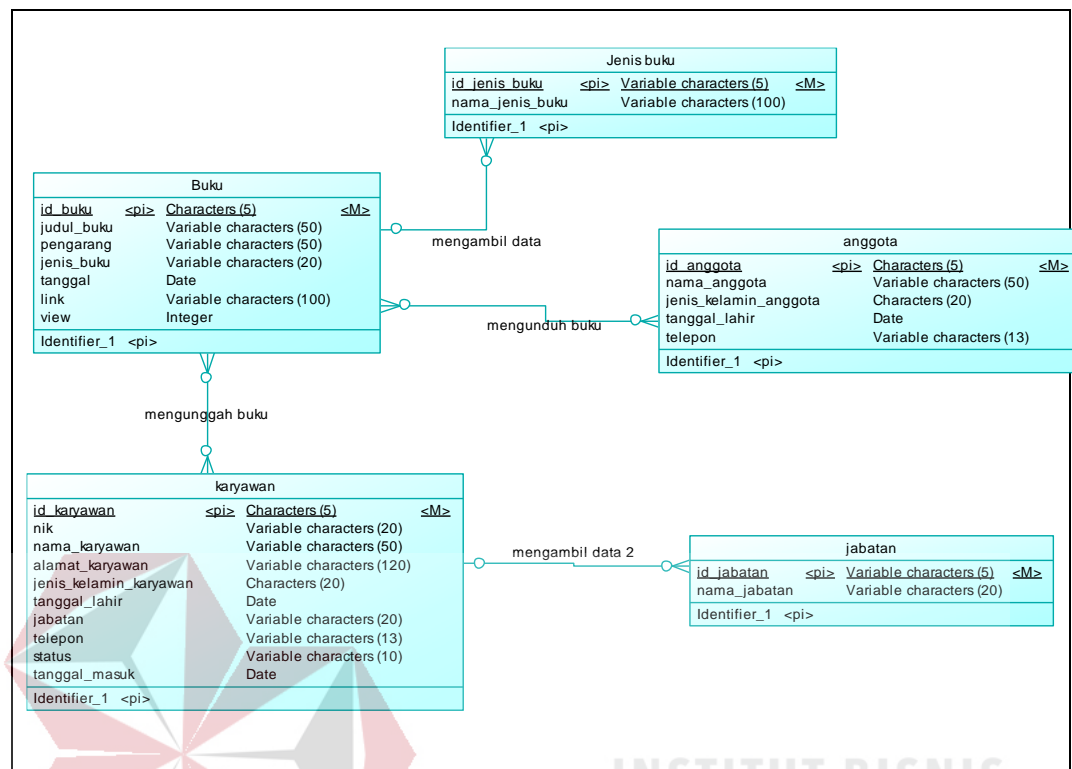 Jenis buku
id_jenis_buku <pi> Variable characters (5) <M>
nama_jenis_buku Variable characters (100)
Identifier_1 <pi>
Buku
id_buku <pi> Characters (5) <M>
judul_buku Variable characters (50)
pengarang Variable characters (50)
jenis_buku Variable characters (20)
tanggal Date
link Variable characters (100)
view Integer
Identifier_1 <pi>
mengambil data
anggota
id_anggota <pi> Characters (5) <M>
nama_anggota Variable characters (50)
jenis_kelamin_anggota Characters (20)
tanggal_lahir Date
telepon Variable characters (13)
Identifier_1 <pi>
mengunduh buku
mengunggah buku
karyawan
id_karyawan <pi> Characters (5) <M>
nik Variable characters (20)
nama_karyawan Variable characters (50)
alamat_karyawan Variable characters (120)
jenis_kelamin_karyawan Characters (20)
tanggal_lahir Date
jabatan Variable characters (20)
telepon Variable characters (13)
status Variable characters (10)
tanggal_masuk Date
Identifier_1 <pi>
mengambil data 2
jabatan
id_jabatan <pi> Variable characters (5) <M>
nama_jabatan Variable characters (20)
Identifier_1 <pi>
INSTITUT BISNIS